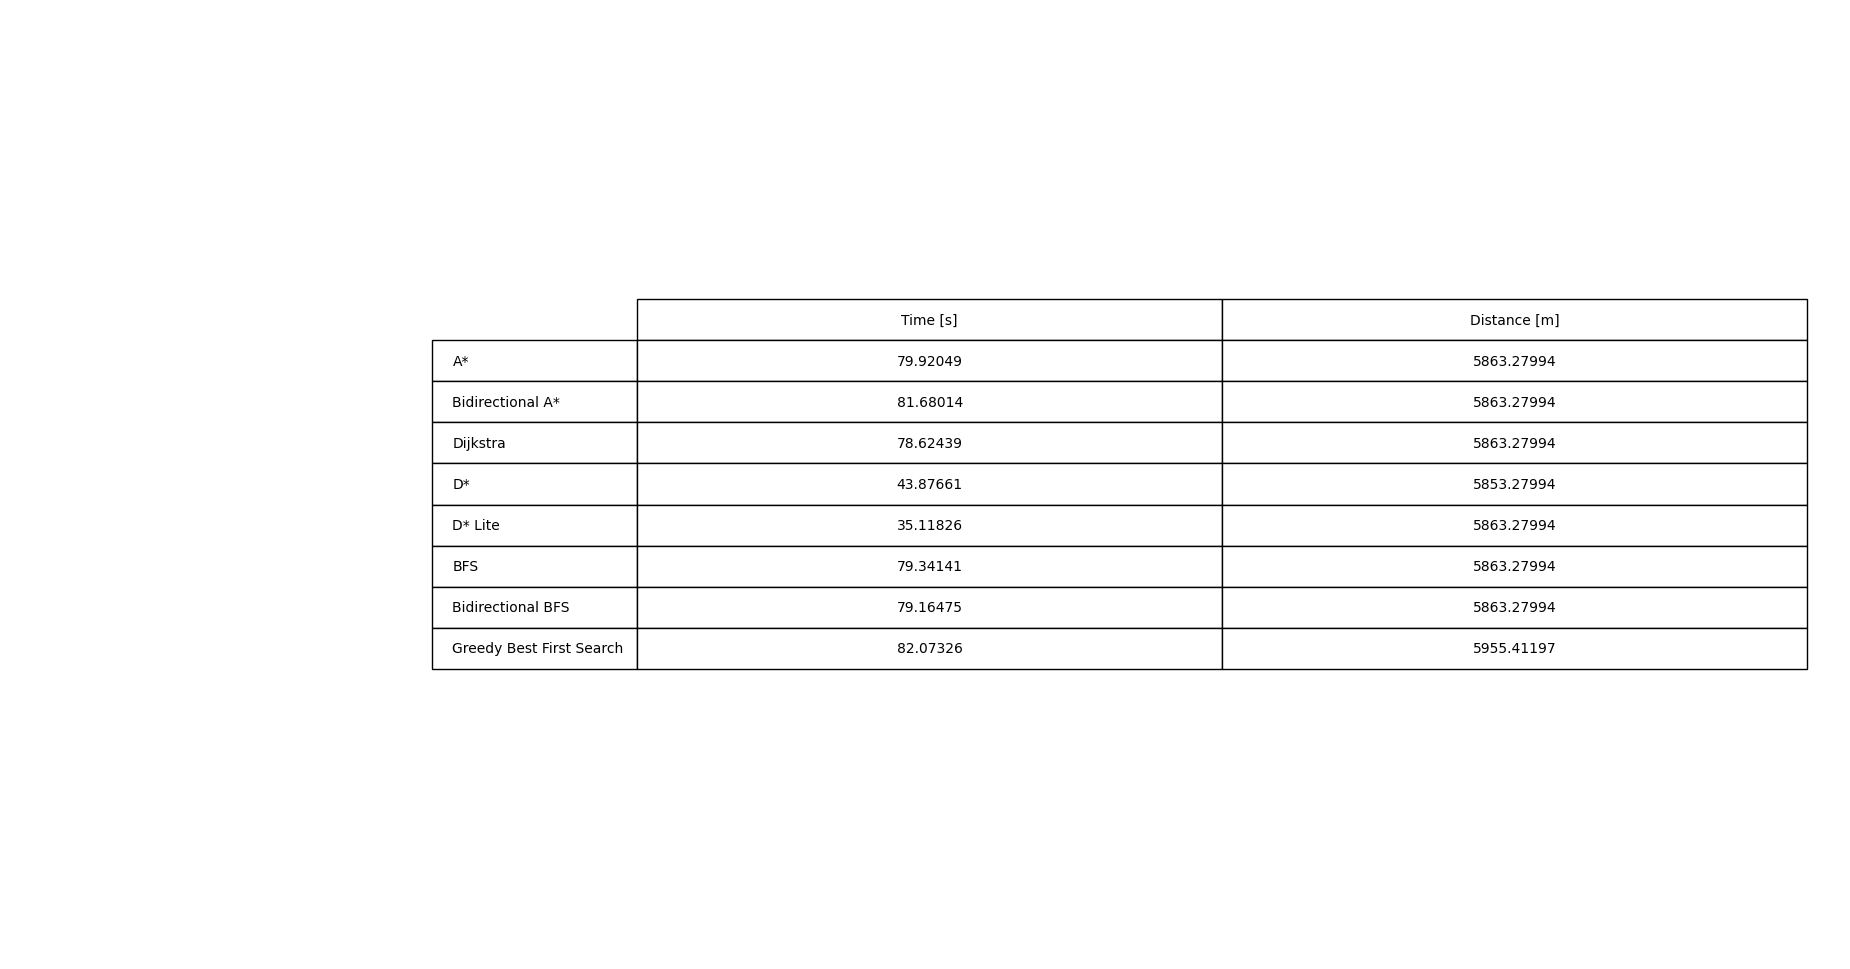 Time [s] Distance [m]
A* 79.92049 5863.27994
Bidirectional A* 81.68014 5863.27994
Dijkstra 78.62439 5863.27994
D* 43.87661 5853.27994
D* Lite 35.11826 5863.27994
BFS 79.34141 5863.27994
Bidirectional BFS 79.16475 5863.27994
Greedy Best First Search 82.07326 5955.41197